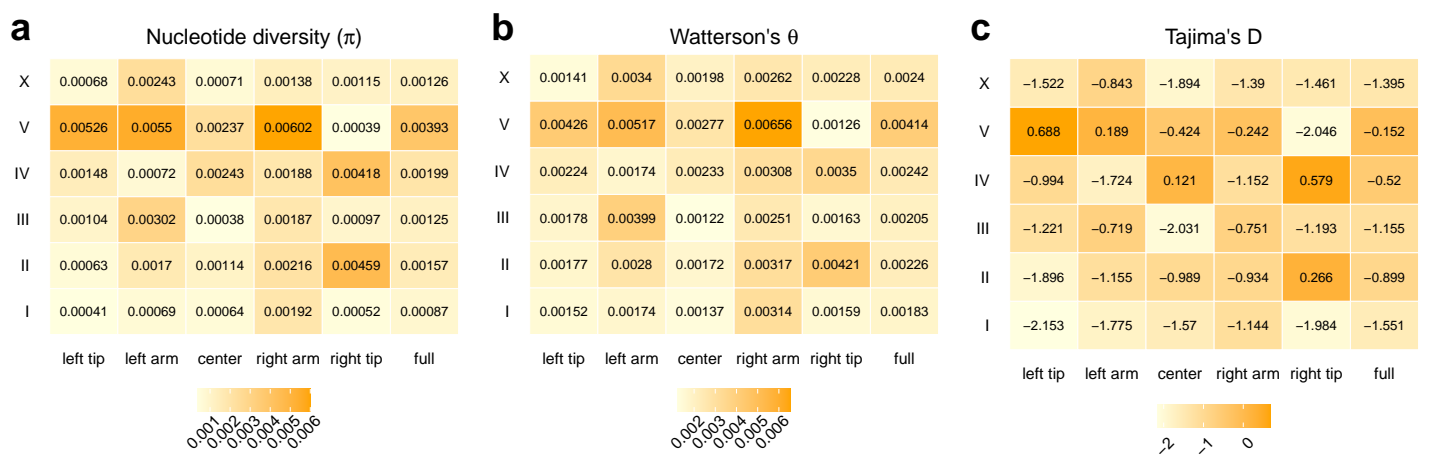 a
Nucleotide diversity (π)
X 0.00068 0.00243 0.00071 0.00138 0.00115 0.00126
V 0.00526 0.0055 0.00237 0.00602 0.00039 0.00393
IV 0.00148 0.00072 0.00243 0.00188 0.00418 0.00199
III 0.00104 0.00302 0.00038 0.00187 0.00097 0.00125
II 0.00063 0.0017 0.00114 0.00216 0.00459 0.00157
I 0.00041 0.00069 0.00064 0.00192 0.00052 0.00087
left tip left arm center right arm right tip full
0.001 0.002 0.003 0.004 0.005 0.006
b
Watterson's θ
X 0.00141 0.0034 0.00198 0.00262 0.00228 0.0024
V 0.00426 0.00517 0.00277 0.00656 0.00126 0.00414
IV 0.00224 0.00174 0.00233 0.00308 0.0035 0.00242
III 0.00178 0.00399 0.00122 0.00251 0.00163 0.00205
II 0.00177 0.0028 0.00172 0.00317 0.00421 0.00226
I 0.00152 0.00174 0.00137 0.00314 0.00159 0.00183
left tip left arm center right arm right tip full
0.002 0.003 0.004 0.005 0.006
c
Tajima's D
X −1.522 −0.843 −1.894 −1.39 −1.461 −1.395
V 0.688 0.189 −0.424 −0.242 −2.046 −0.152
IV −0.994 −1.724 0.121 −1.152 0.579 −0.52
III −1.221 −0.719 −2.031 −0.751 −1.193 −1.155
II −1.896 −1.155 −0.989 −0.934 0.266 −0.899
I −2.153 −1.775 −1.57 −1.144 −1.984 −1.551
left tip left arm center right arm right tip full
−2 −1 0